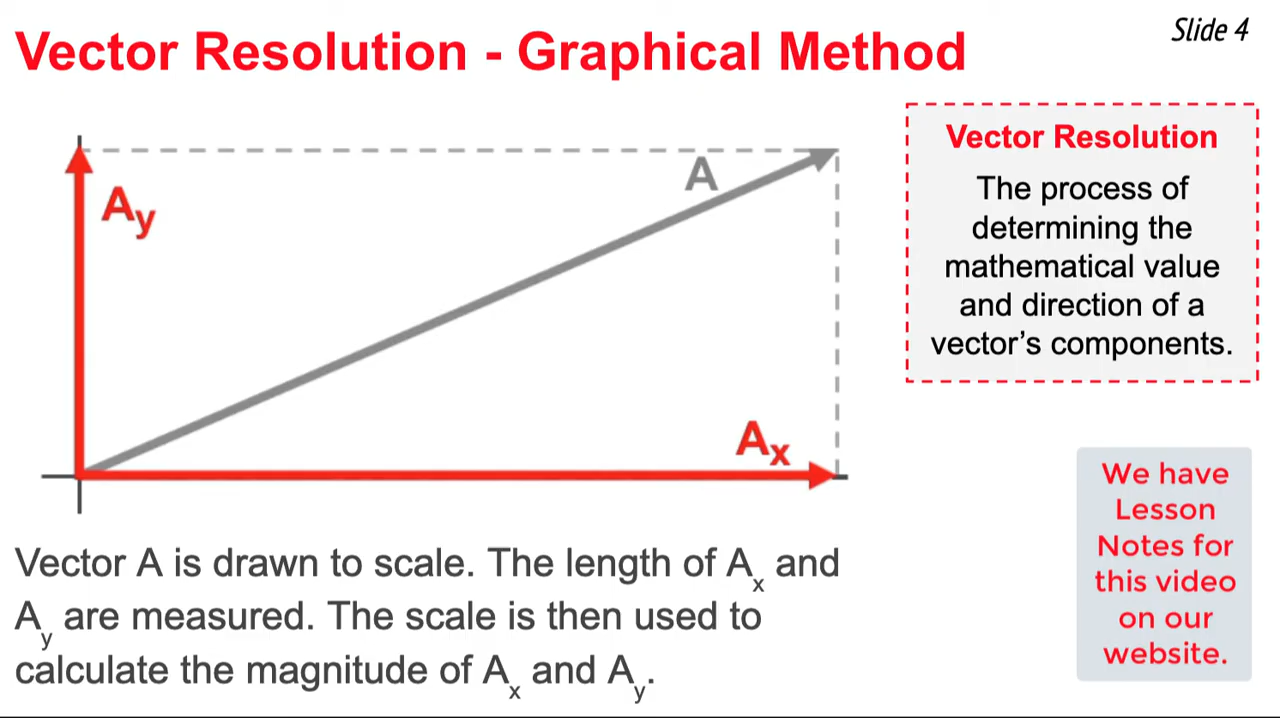 Slide 4
Vector Resolution - Graphical Method
A
A_y
A_x
Vector Resolution
The process of
determining the
mathematical value
and direction of a
vector’s components.
We have
Lesson
Notes for
this video
on our
website.
Vector A is drawn to scale. The length of A_x and
A_y are measured. The scale is then used to
calculate the magnitude of A_x and A_y.